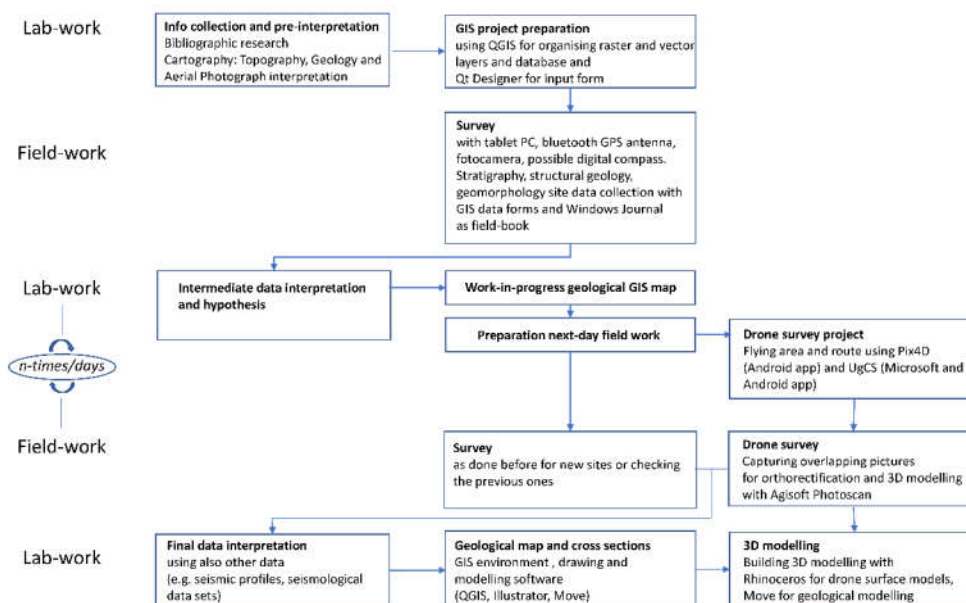 Lab-work
Info collection and pre-interpretation
Bibliographic research
Cartography: Topography, Geology and
Aerial Photograph interpretation
GIS project preparation
using QGIS for organising raster and vector
layers and database and
Qt Designer for input form
Field-work
Survey
with tablet PC, bluetooth GPS antenna,
fotocamera, possible digital compass.
Stratigraphy, structural geology,
geomorphology site data collection with
GIS data forms and Windows Journal
as field-book
Lab-work
Intermediate data interpretation
and hypothesis
Work-in-progress geological GIS map
Preparation next-day field work
Drone survey project
Flying area and route using Pix4D
(Android app) and UgCS (Microsoft and
Android app)
n-times/days
Field-work
Survey
as done before for new sites or checking
the previous ones
Drone survey
Capturing overlapping pictures
for orthorectification and 3D modelling
with Agisoft Photoscan
Lab-work
Final data interpretation
using also other data
(e.g. seismic profiles, seismological
data sets)
Geological map and cross sections
GIS environment , drawing and
modelling software
(QGIS, Illustrator, Move)
3D modelling
Building 3D modelling with
Rhinoceros for drone surface models,
Move for geological modelling